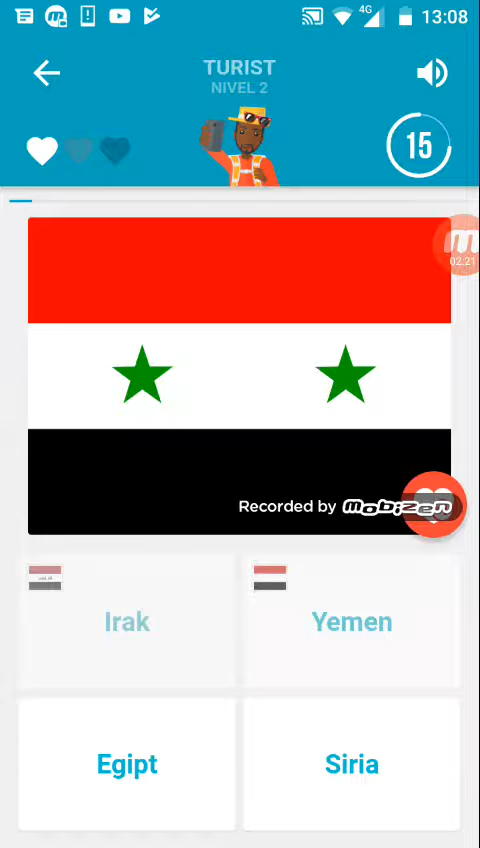 4G 13:08
TURIST
NIVEL 2
15
02:21
Recorded by Mobizen
Irak
Yemen
Egipt
Siria